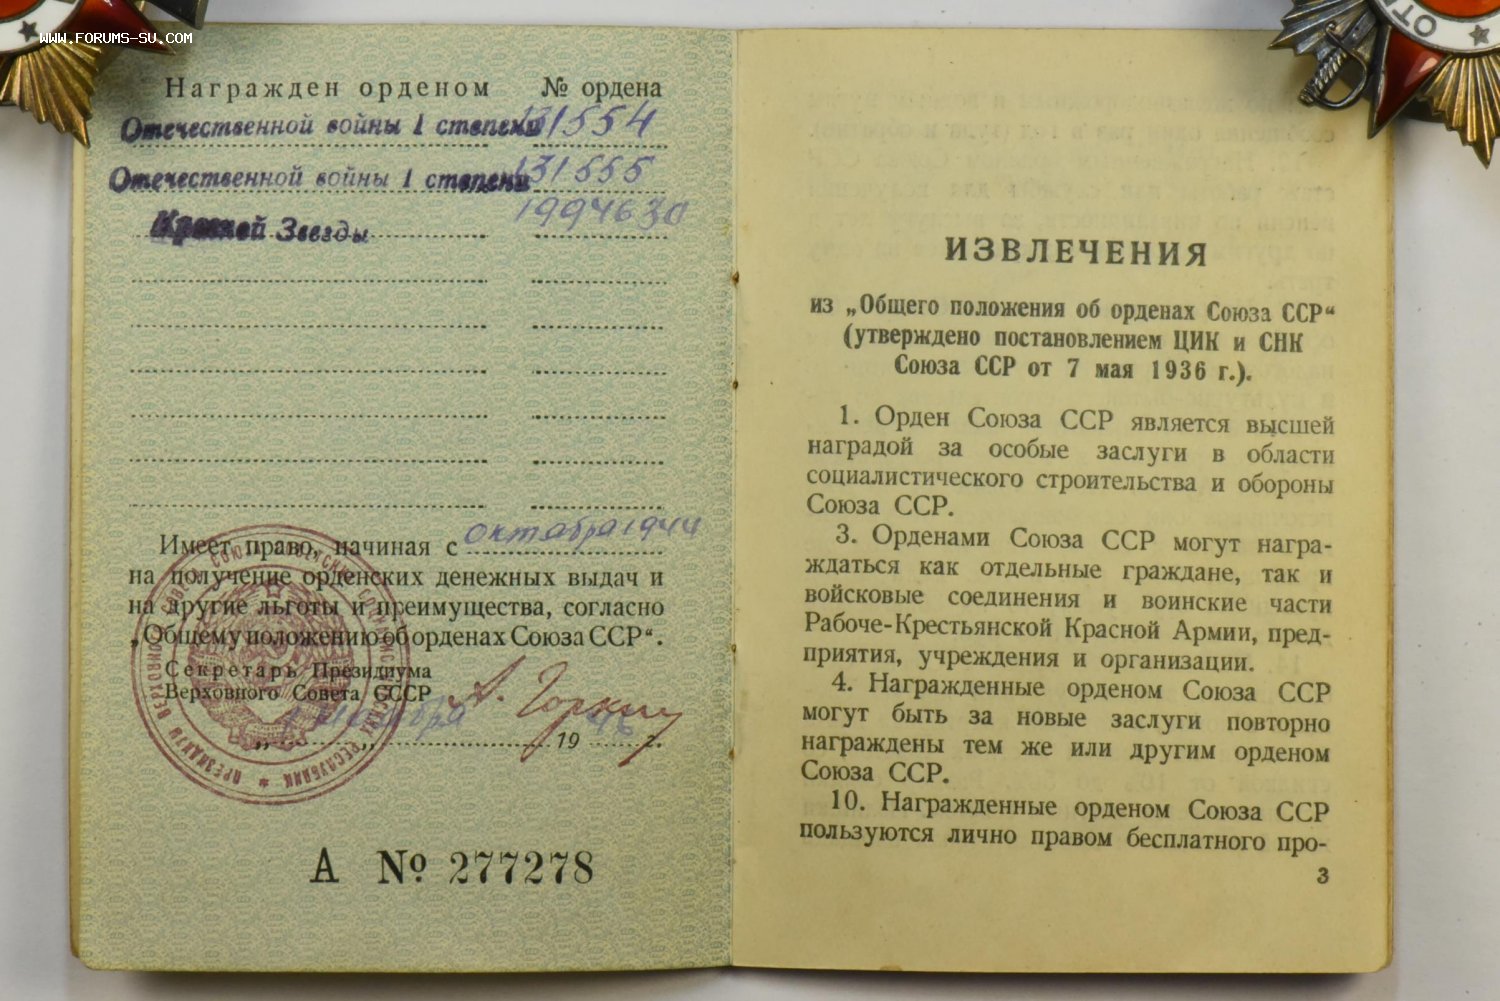 www.forums-su.com
Награжден орденом № ордена
Отечественной войны I степени 131554
Отечественной войны I степени 131555
Красной Звезды 1994630
Имеет право, начиная с октября 1944
на получение орденских денежных выдач и
на другие льготы и преимущества, согласно
„Общему положению об орденах Союза ССР“.
Секретарь Президиума
Верховного Совета СССР А. Горкин
19 46 г.
А № 277278
ИЗВЛЕЧЕНИЯ
из „Общего положения об орденах Союза ССР“
(утверждено постановлением ЦИК и СНК
Союза ССР от 7 мая 1936 г.).
1. Орден Союза ССР является высшей
наградой за особые заслуги в области
социалистического строительства и обороны
Союза ССР.
3. Орденами Союза ССР могут награ-
ждаться как отдельные граждане, так и
войсковые соединения и воинские части
Рабоче-Крестьянской Красной Армии, пред-
приятия, учреждения и организации.
4. Награжденные орденом Союза ССР
могут быть за новые заслуги повторно
награждены тем же или другим орденом
Союза ССР.
10. Награжденные орденом Союза ССР
пользуются лично правом бесплатного про-
3